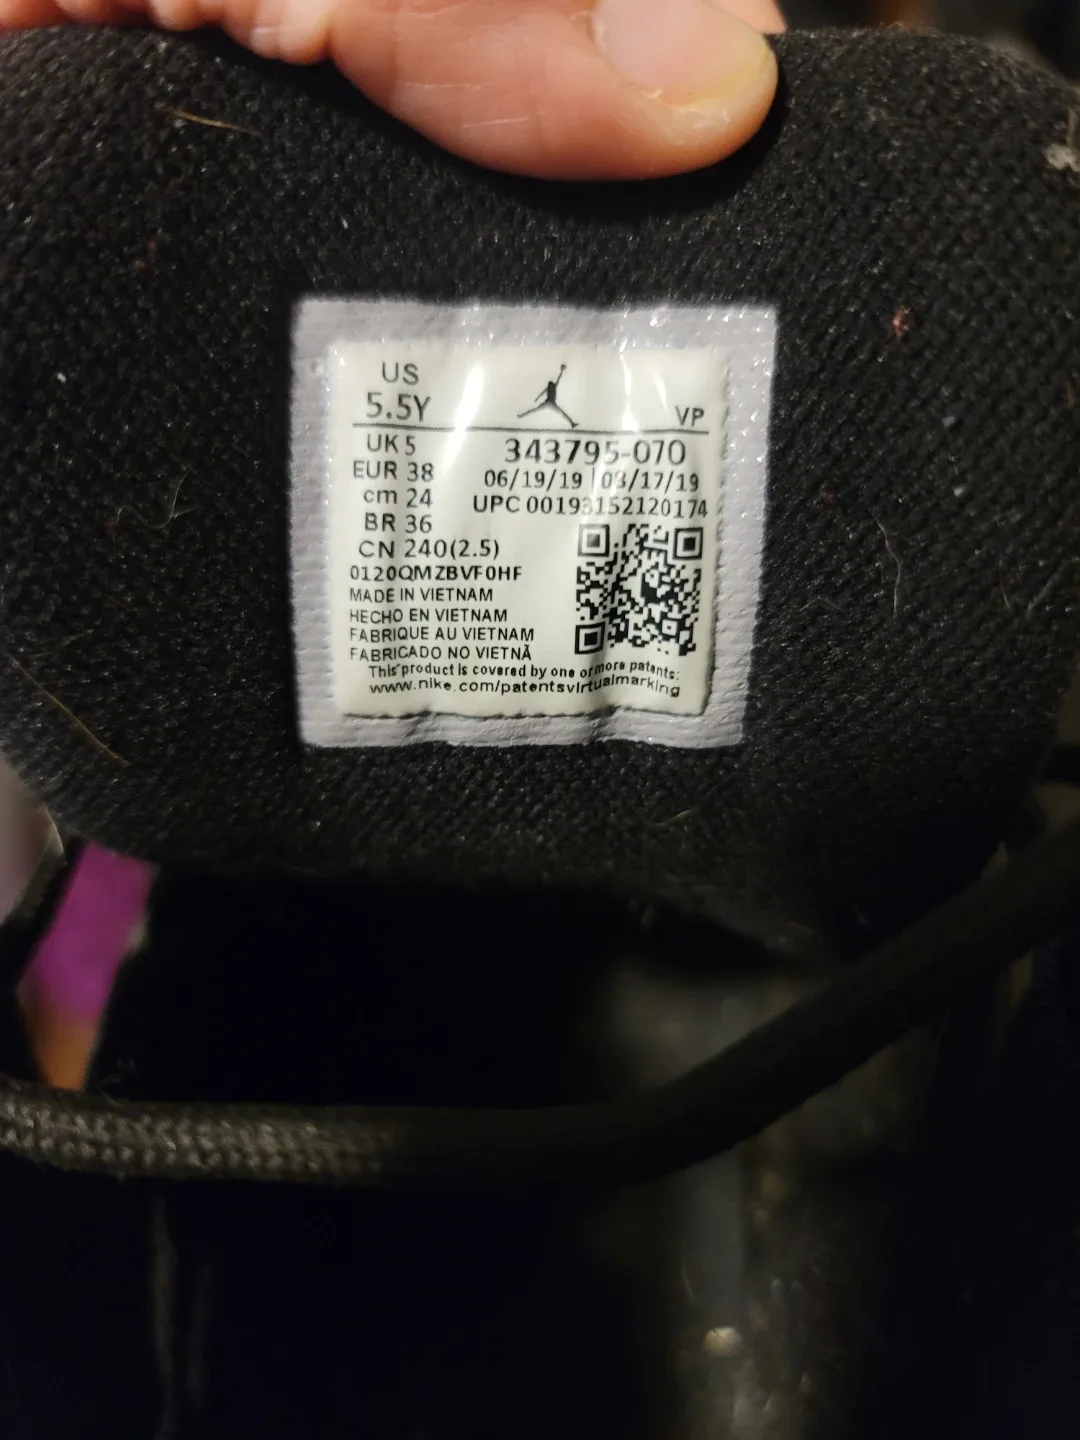 US
5.5Y
VP
UK 5
343795-070
EUR 38
06/19/19 | 08/17/19
cm 24
UPC 00193152120174
BR 36
CN 240(2.5)
0120QMZBVF0HF
MADE IN VIETNAM
HECHO EN VIETNAM
FABRIQUE AU VIETNAM
FABRICADO NO VIETNÃ
This product is covered by one or more patents:
www.nike.com/patentsvirtualmarking